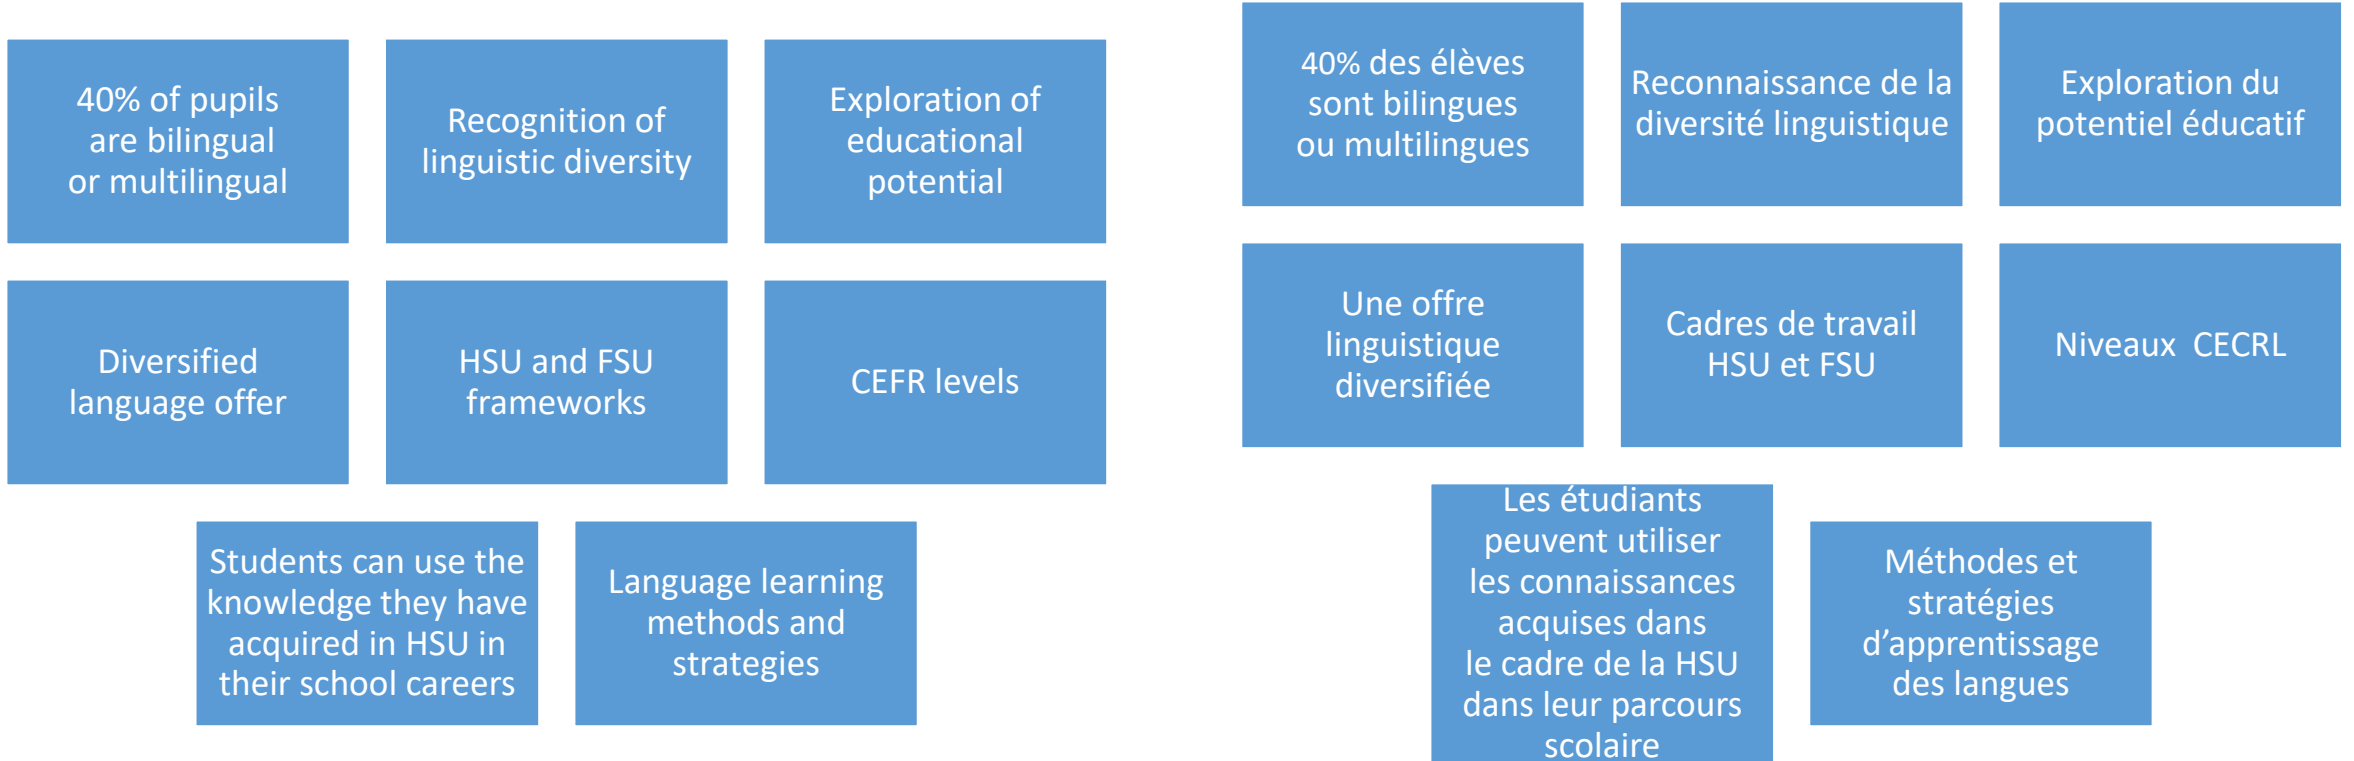 40% of pupils
are bilingual
or multilingual
Recognition of
linguistic diversity
Exploration of
educational
potential
Diversified
language offer
HSU and FSU
frameworks
CEFR levels
Students can use the
knowledge they have
acquired in HSU in
their school careers
Language learning
methods and
strategies
40% des élèves
sont bilingues
ou multilingues
Reconnaissance de la
diversité linguistique
Exploration du
potentiel éducatif
Une offre
linguistique
diversifiée
Cadres de travail
HSU et FSU
Niveaux  CECRL
Les étudiants
peuvent utiliser
les connaissances
acquises dans
le cadre de la HSU
dans leur parcours
scolaire
Méthodes et
stratégies
d’apprentissage
des langues